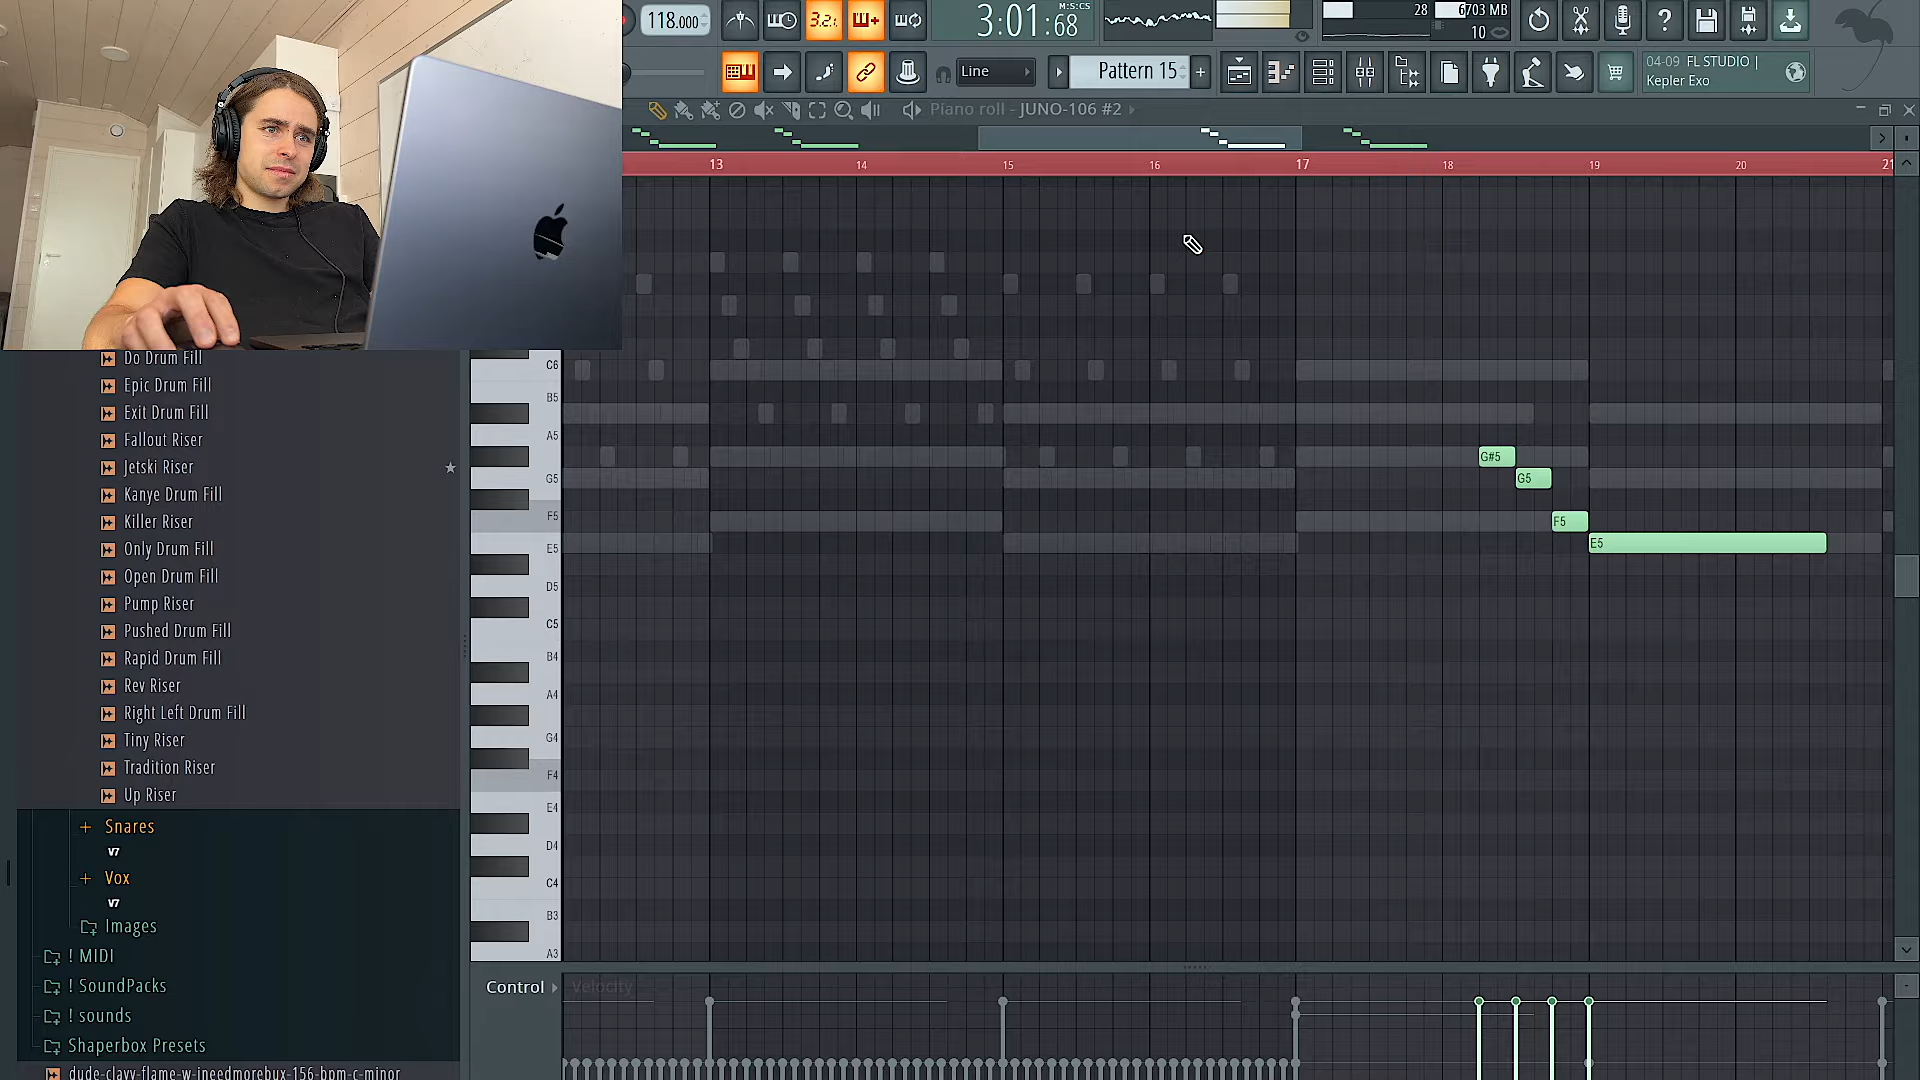 118.000
3.2
3:01:68
M:S:CS
28
6703 MB
10
Line
Pattern 15
04-09 FL STUDIO |
Kepler Exo
Piano roll - JUNO-106 #2
13
14
15
16
17
18
19
20
21
Do Drum Fill
Epic Drum Fill
Exit Drum Fill
Fallout Riser
Jetski Riser
Kanye Drum Fill
Killer Riser
Only Drum Fill
Open Drum Fill
Pump Riser
Pushed Drum Fill
Rapid Drum Fill
Rev Riser
Right Left Drum Fill
Tiny Riser
Tradition Riser
Up Riser
Snares
V7
Vox
V7
Images
! MIDI
! SoundPacks
! sounds
Shaperbox Presets
dude-clavy-flame-w-ineedmorebux-156-bpm-c-minor
C6
B5
A5
G5
F5
E5
D5
C5
B4
A4
G4
F4
E4
D4
C4
B3
A3
G#5
G5
F5
E5
Control
Velocity